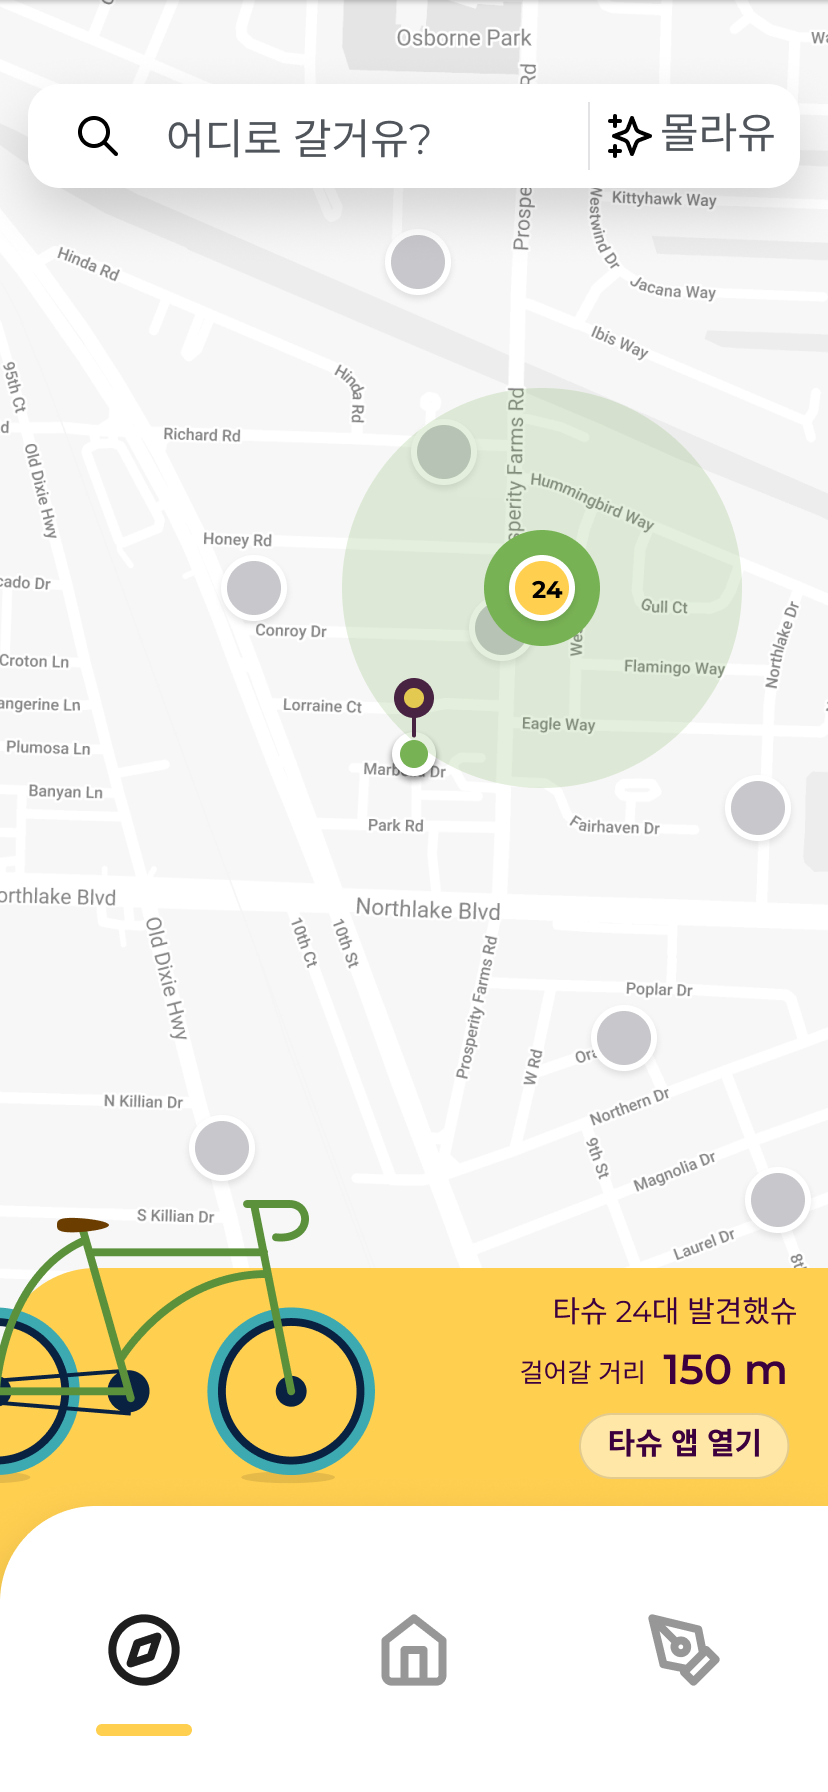 Osborne Park
Rd
어디로 갈거유?
몰라유
Kittyhawk Way
Westwind Dr
Prospe
Hinda Rd
Jacana Way
Ibis Way
Hinda Rd
95th Ct
Richard Rd
Old Dixie Hwy
sperity Farms Rd
Hummingbird Way
Honey Rd
24
cado Dr
Gull Ct
Conroy Dr
Northlake Dr
Croton Ln
Flamingo Way
angerine Ln
Lorraine Ct
Eagle Way
Plumosa Ln
Dr
Banyan Ln
Park Rd
Fairhaven Dr
orthlake Blvd
Northlake Blvd
Old Dixie Hwy
10th Ct
10th St
Prosperity Farms Rd
Poplar Dr
W Rd
Ora
N Killian Dr
Northern Dr
9th St
Magnolia Dr
S Killian Dr
Laurel Dr
타슈 24대 발견했슈
걸어갈 거리 150 m
타슈 앱 열기